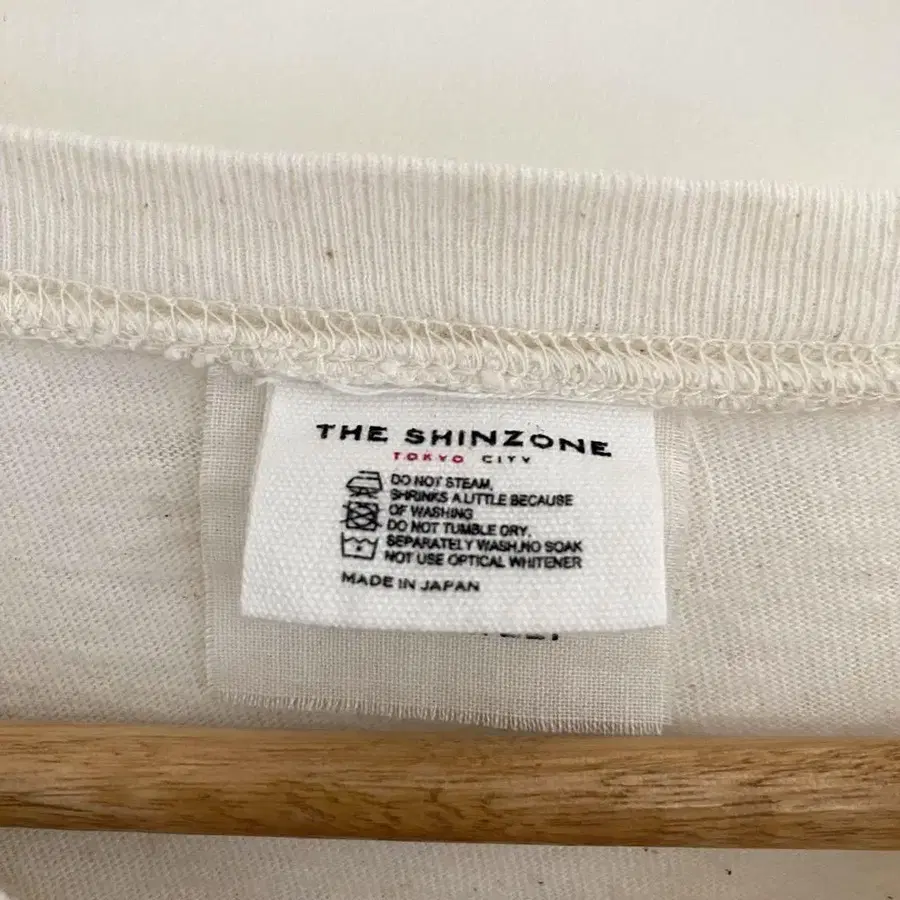 THE SHINZONE
TOKYO CITY
DO NOT STEAM,
SHRINKS A LITTLE BECAUSE
OF WASHING
DO NOT TUMBLE DRY.
SEPARATELY WASH,NO SOAK
NOT USE OPTICAL WHITENER
MADE IN JAPAN